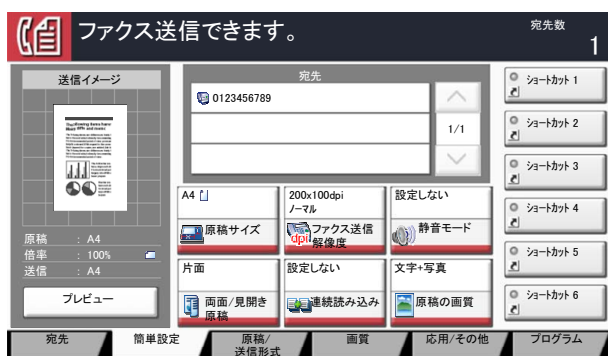 ファクス送信できます。
宛先数
1
送信イメージ
原稿 : A4
倍率 : 100%
送信 : A4
プレビュー
宛先
0123456789
1/1
A4
原稿サイズ
200x100dpi
ノーマル
dpi
ファクス送信
解像度
設定しない
静音モード
片面
両面/見開き
原稿
設定しない
連続読み込み
文字+写真
原稿の画質
ショートカット 1
ショートカット 2
ショートカット 3
ショートカット 4
ショートカット 5
ショートカット 6
宛先
簡単設定
原稿/
送信形式
画質
応用/その他
プログラム